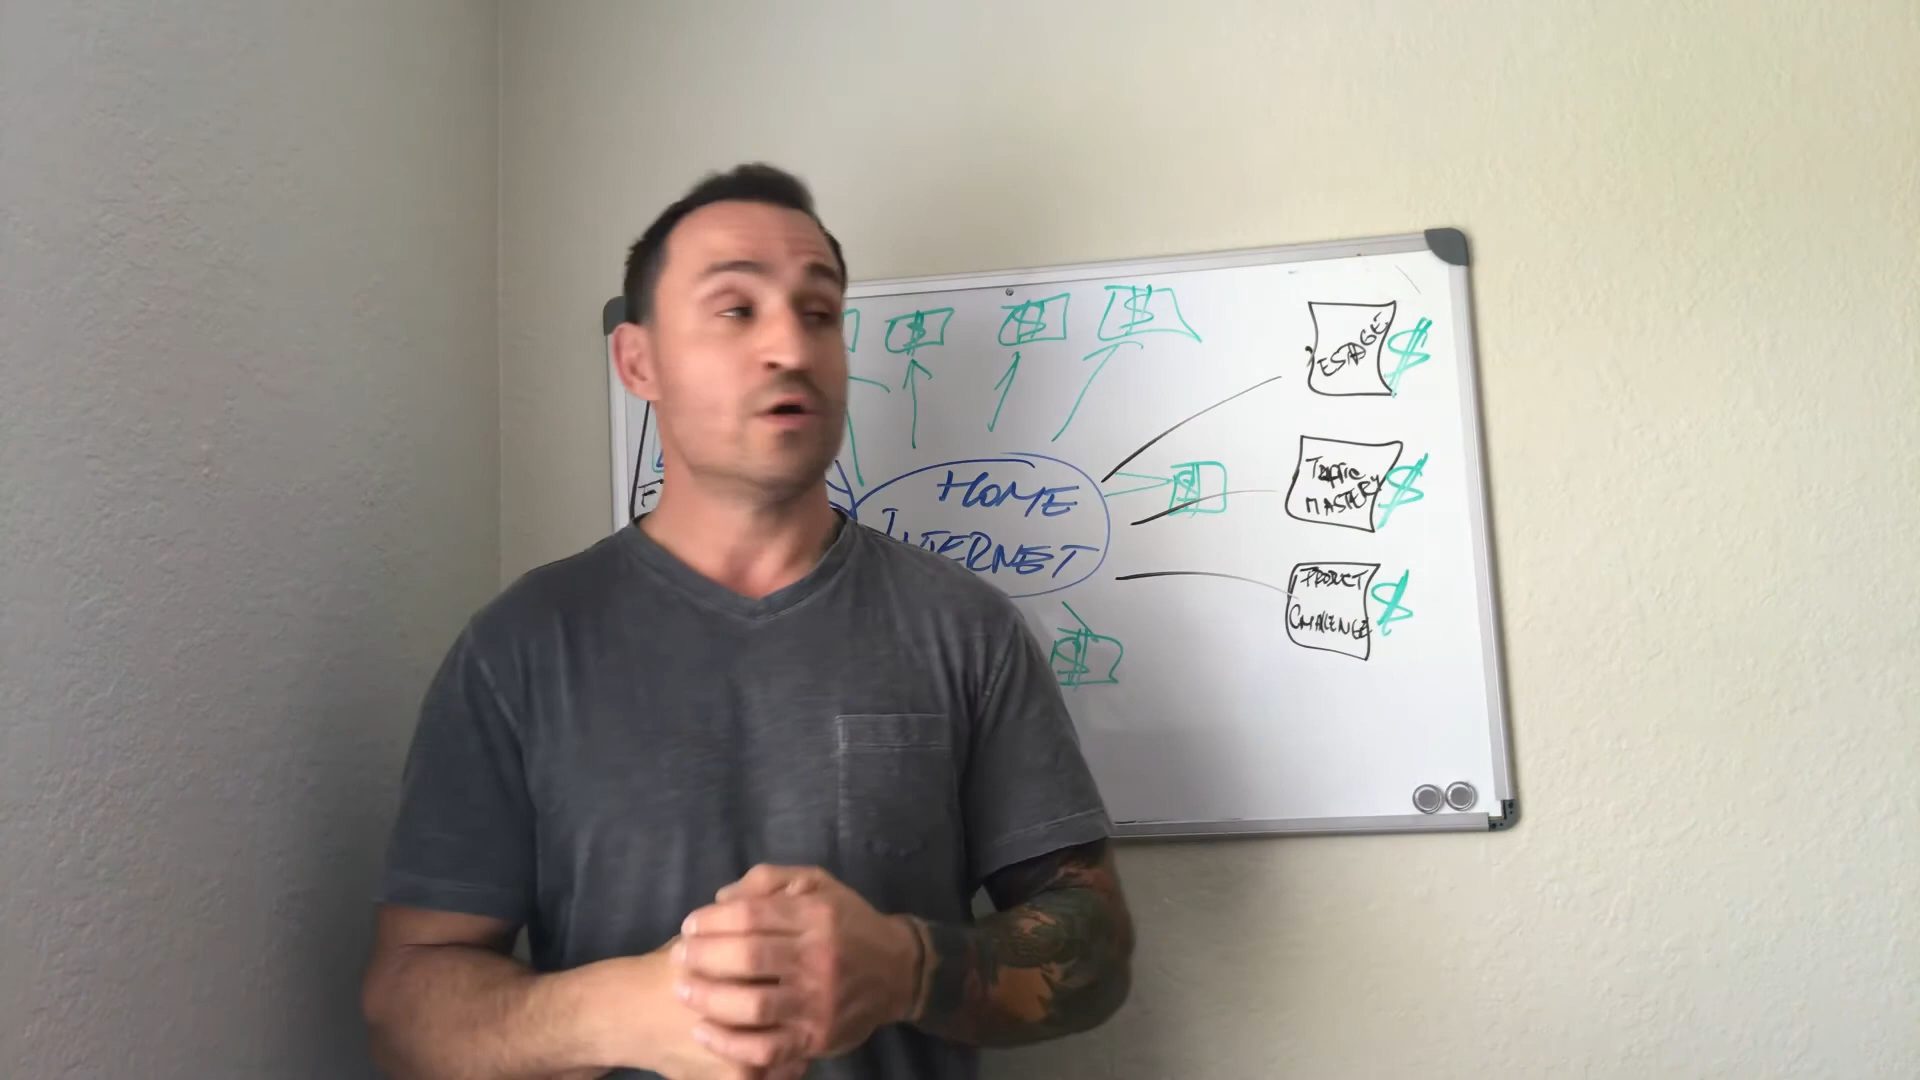 $
$
$
ESTAGE
$
HOME
INTERNET
$
TRAFFIC
MASTERY
$
PRODUCT
CHALLENGE
$
$